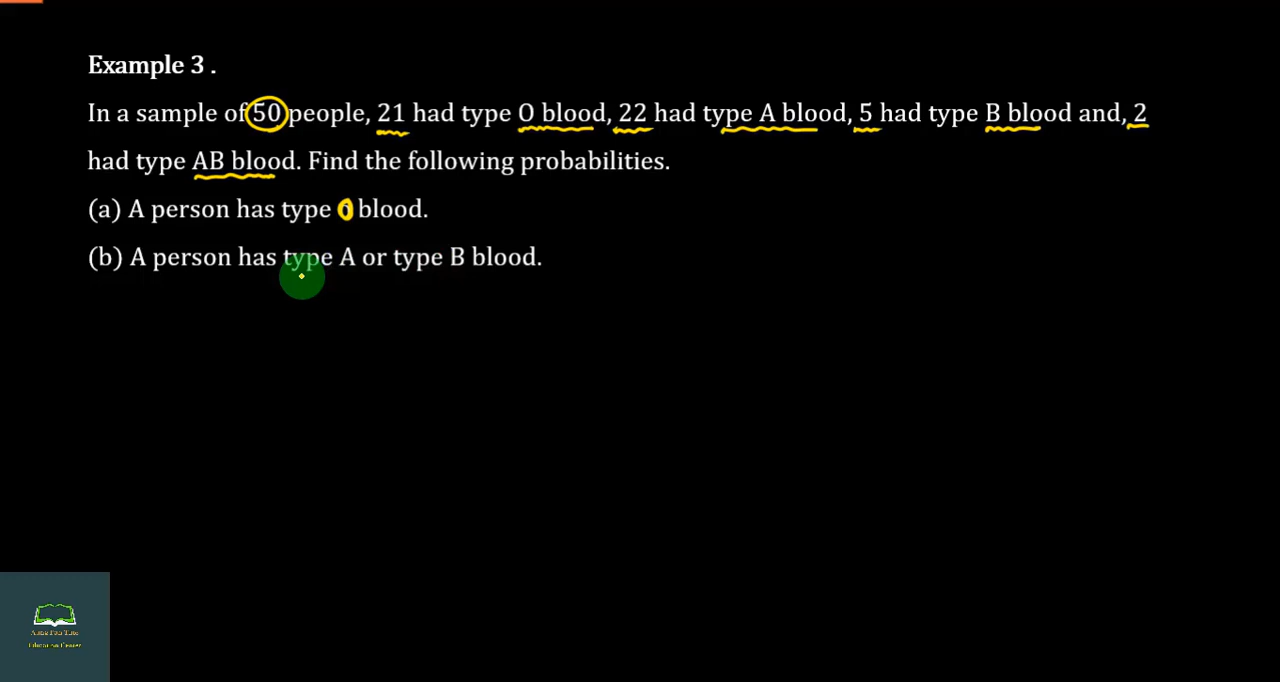 Example 3 .
In a sample of 50 people, 21 had type O blood, 22 had type A blood, 5 had type B blood and, 2
had type AB blood. Find the following probabilities.
(a) A person has type O blood.
(b) A person has type A or type B blood.